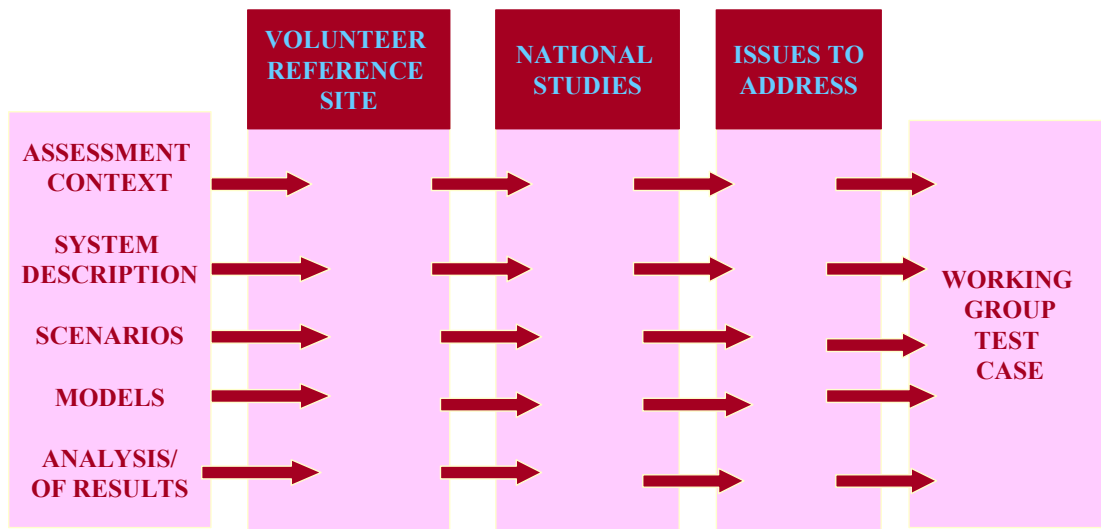 VOLUNTEER
REFERENCE
SITE
NATIONAL
STUDIES
ISSUES TO
ADDRESS
ASSESSMENT
CONTEXT
SYSTEM
DESCRIPTION
SCENARIOS
MODELS
ANALYSIS/
OF RESULTS
WORKING
GROUP
TEST
CASE